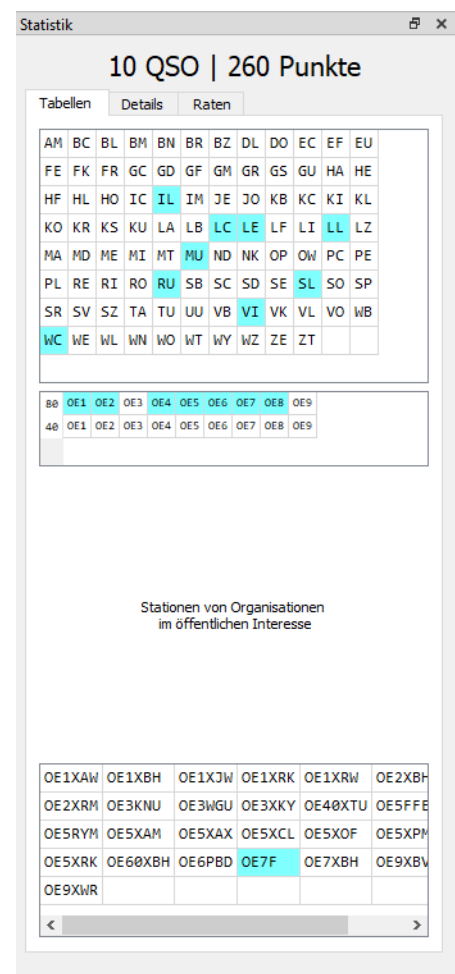 Statistik
10 QSO | 260 Punkte
Tabellen Details Raten
AM BC BL BM BN BR BZ DL DO EC EF EU
FE FK FR GC GD GF GM GR GS GU HA HE
HF HL HO IC IL IM JE JO KB KC KI KL
KO KR KS KU LA LB LC LE LF LI LL LZ
MA MD ME MI MT MU ND NK OP OW PC PE
PL RE RI RO RU SB SC SD SE SL SO SP
SR SV SZ TA TU UU VB VI VK VL VO WB
WC WE WL WN WO WT WY WZ ZE ZT
80 OE1 OE2 OE3 OE4 OE5 OE6 OE7 OE8 OE9
40 OE1 OE2 OE3 OE4 OE5 OE6 OE7 OE8 OE9
Stationen von Organisationen
im öffentlichen Interesse
OE1XAW OE1XBH OE1XJW OE1XRK OE1XRW OE2XBH
OE2XRM OE3KNU OE3WGU OE3XKY OE40XTU OE5FFE
OE5RYM OE5XAM OE5XAX OE5XCL OE5XOF OE5XPM
OE5XRK OE60XBH OE6PBD OE7F OE7XBH OE9XBV
OE9XWR